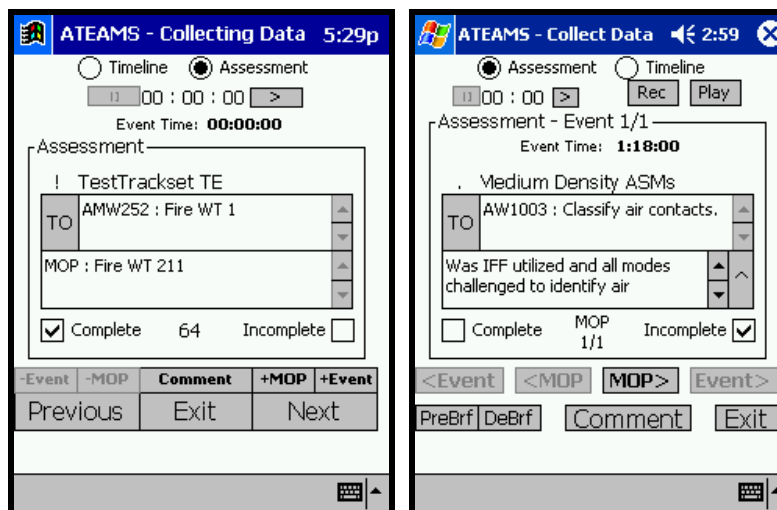 ATEAMS - Collecting Data 5:29p
Timeline Assessment
00 : 00 : 00 >
Event Time: 00:00:00
Assessment
! TestTrackset TE
TO AMW252 : Fire WT 1
MOP : Fire WT 211
Complete 64 Incomplete
-Event -MOP Comment +MOP +Event
Previous Exit Next
ATEAMS - Collect Data 2:59
Assessment Timeline
00 : 00 > Rec Play
Assessment - Event 1/1
Event Time: 1:18:00
. Medium Density ASMs
TO AW1003 : Classify air contacts.
Was IFF utilized and all modes
challenged to identify air
^
Complete MOP 1/1 Incomplete
<Event <MOP MOP> Event>
PreBrf DeBrf Comment Exit